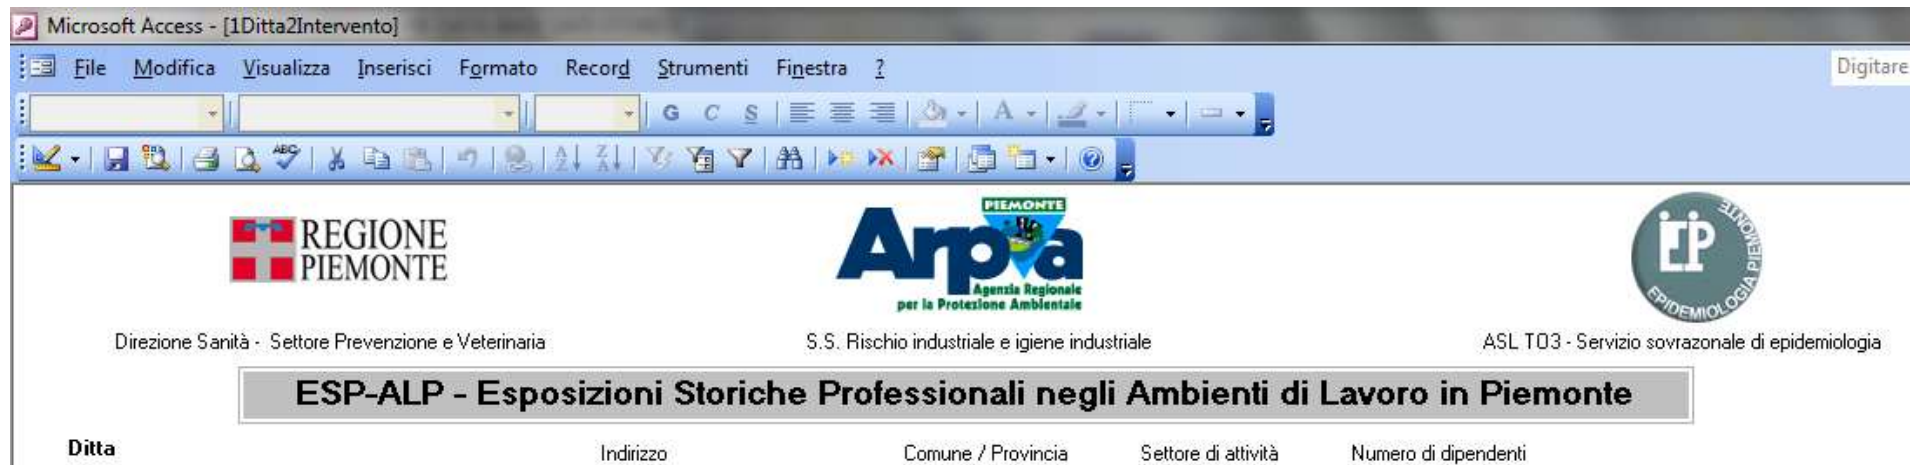 Microsoft Access - [1Ditta2Intervento]
File Modifica Visualizza Inserisci Formato Record Strumenti Finestra ? Digitare
G C S A
ABC A Z Z A
REGIONE
PIEMONTE
PIEMONTE
Arpa
Agenzia Regionale
per la Protezione Ambientale
EP
EPIDEMIOLOGIA PIEMONTE
Direzione Sanità - Settore Prevenzione e Veterinaria S.S. Rischio industriale e igiene industriale ASL TO3 - Servizio sovrazonale di epidemiologia
ESP-ALP - Esposizioni Storiche Professionali negli Ambienti di Lavoro in Piemonte
Ditta Indirizzo Comune / Provincia Settore di attività Numero di dipendenti